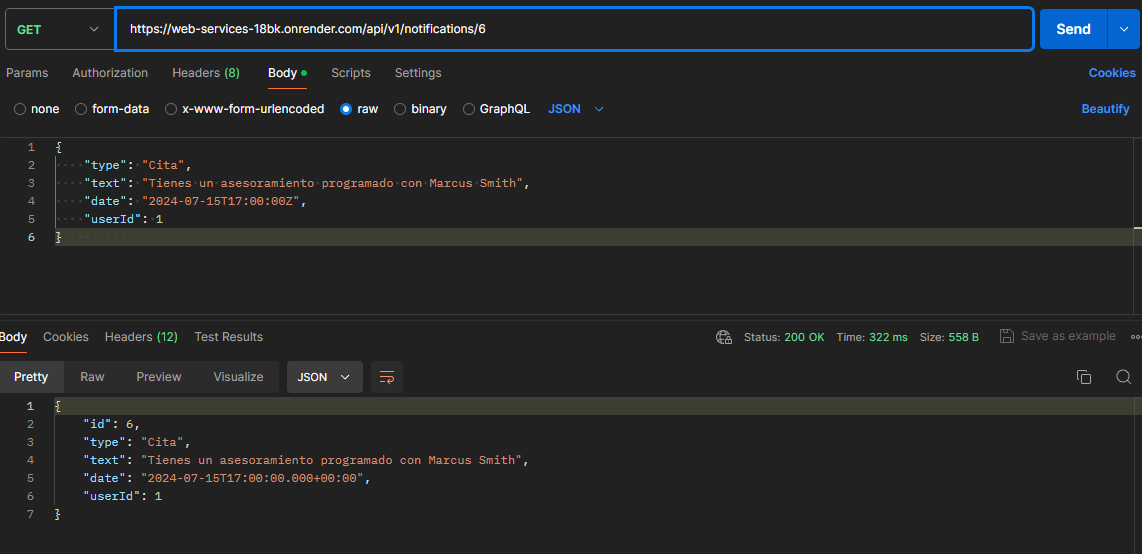 GET https://web-services-18bk.onrender.com/api/v1/notifications/6 Send
Params Authorization Headers (8) Body Scripts Settings Cookies
none form-data x-www-form-urlencoded raw binary GraphQL JSON Beautify
1 {
2 "type": "Cita",
3 "text": "Tienes un asesoramiento programado con Marcus Smith",
4 "date": "2024-07-15T17:00:00Z",
5 "userId": 1
6 }
Body Cookies Headers (12) Test Results Status: 200 OK Time: 322 ms Size: 558 B Save as example
Pretty Raw Preview Visualize JSON
1 {
2 "id": 6,
3 "type": "Cita",
4 "text": "Tienes un asesoramiento programado con Marcus Smith",
5 "date": "2024-07-15T17:00:00.000+00:00",
6 "userId": 1
7 }